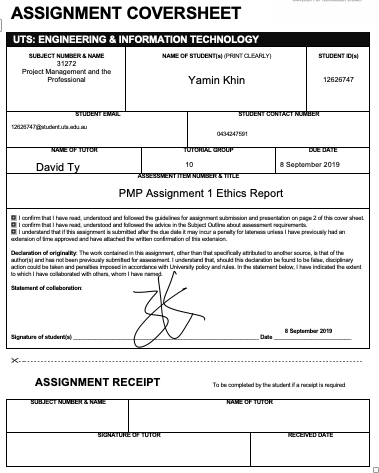 ASSIGNMENT COVERSHEET
UTS: ENGINEERING & INFORMATION TECHNOLOGY
SUBJECT NUMBER & NAME
31272
Project Management and the
Professional
NAME OF STUDENT(s) (PRINT CLEARLY)
Yamin Khin
STUDENT ID(s)
12626747
STUDENT EMAIL
12626747@student.uts.edu.au
STUDENT CONTACT NUMBER
0434247591
NAME OF TUTOR
David Ty
TUTORIAL GROUP
10
DUE DATE
8 September 2019
ASSESSMENT ITEM NUMBER & TITLE
PMP Assignment 1 Ethics Report
I confirm that I have read, understood and followed the guidelines for assignment submission and presentation on page 2 of this cover sheet.
I confirm that I have read, understood and followed the advice in the Subject Outline about assessment requirements.
I understand that if this assignment is submitted after the due date it may incur a penalty for lateness unless I have previously had an
extension of time approved and have attached the written confirmation of this extension.
Declaration of originality: The work contained in this assignment, other than that specifically attributed to another source, is that of the
author(s) and has not been previously submitted for assessment. I understand that, should this declaration be found to be false, disciplinary
action could be taken and penalties imposed in accordance with University policy and rules. In the statement below, I have indicated the extent
to which I have collaborated with others, whom I have named.
Statement of collaboration:
Signature of student(s)
Date
8 September 2019
ASSIGNMENT RECEIPT
To be completed by the student if a receipt is required
SUBJECT NUMBER & NAME
NAME OF TUTOR
SIGNATURE OF TUTOR
RECEIVED DATE